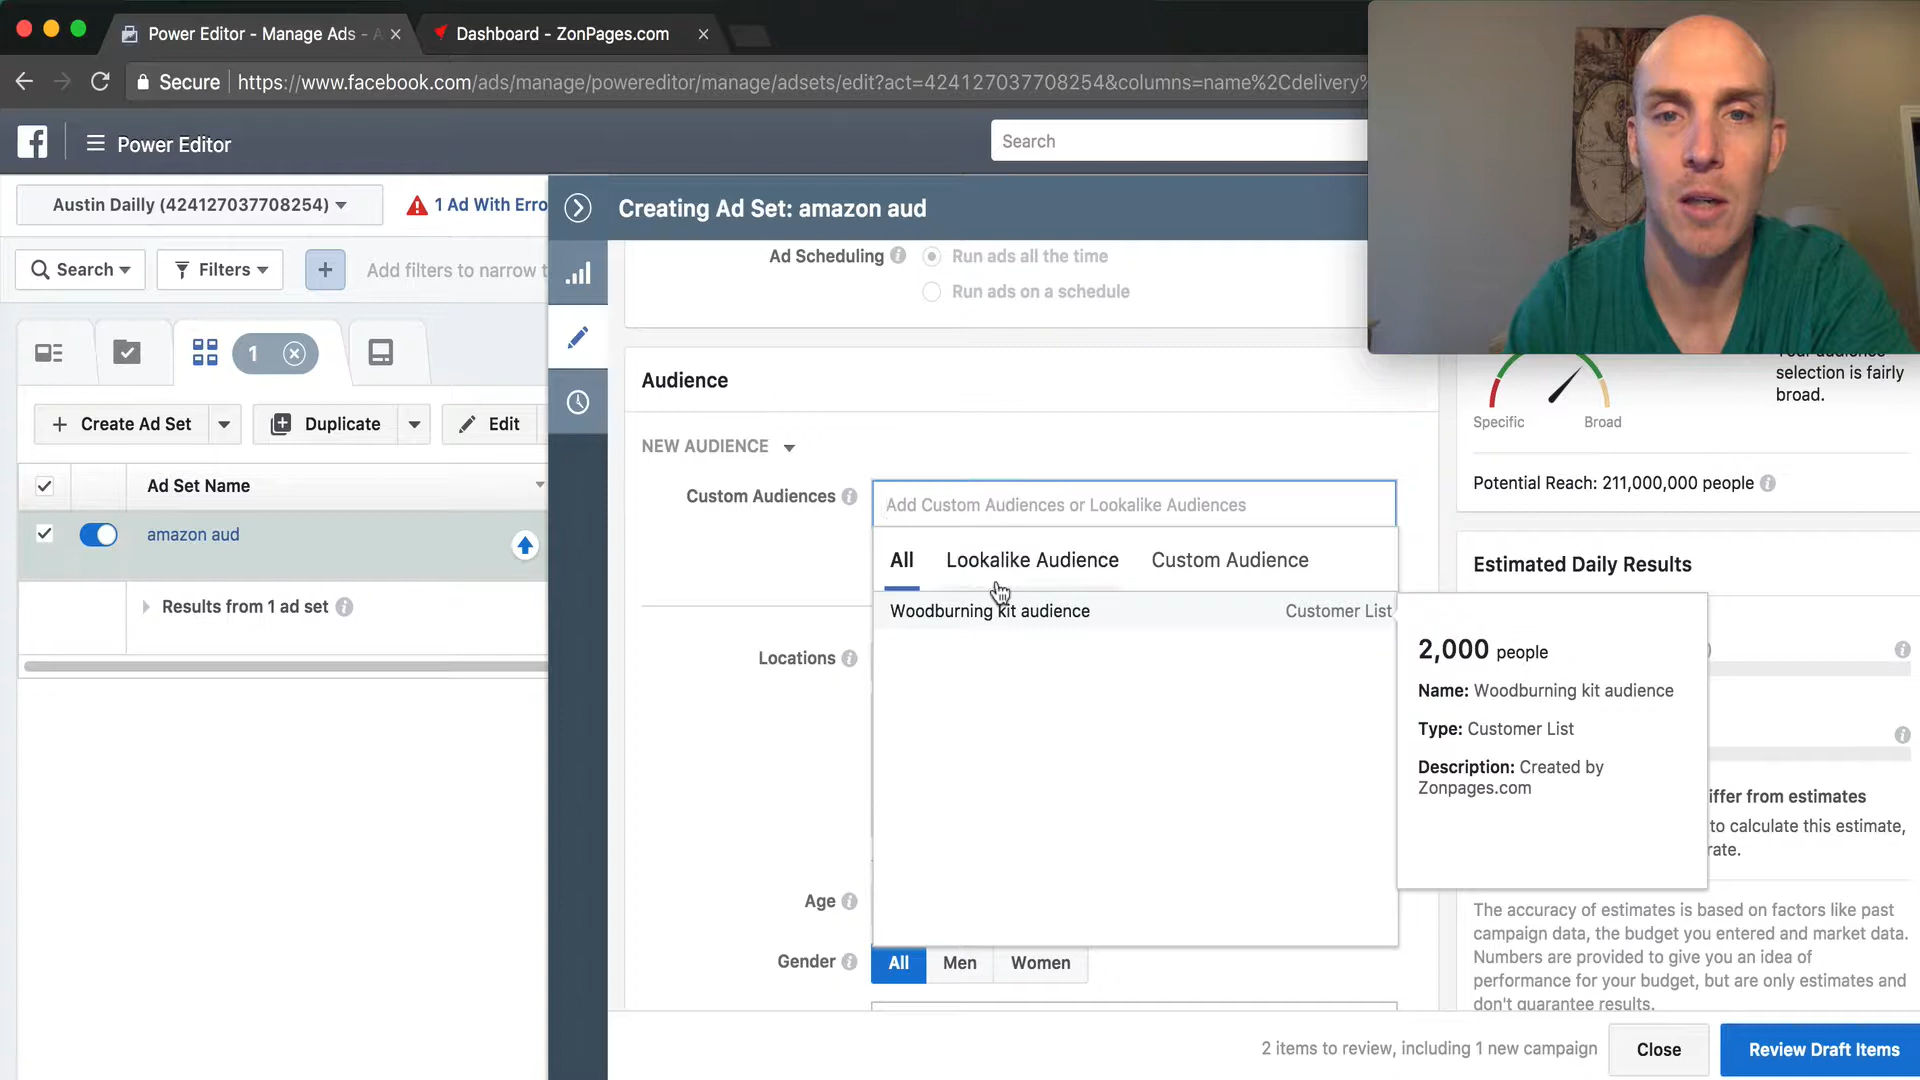 Power Editor - Manage Ads - A
Dashboard - ZonPages.com
Secure
https://www.facebook.com/ads/manage/powereditor/manage/adsets/edit?act=424127037708254&columns=name%2Cdelivery%
Power Editor
Search
Austin Dailly (424127037708254)
1 Ad With Erro
Creating Ad Set: amazon aud
Search
Filters
Add filters to narrow t
Ad Scheduling
Run ads all the time
Run ads on a schedule
1
Audience
Your audience
selection is fairly
broad.
Specific
Broad
Create Ad Set
Duplicate
Edit
NEW AUDIENCE
Ad Set Name
Custom Audiences
Add Custom Audiences or Lookalike Audiences
Potential Reach: 211,000,000 people
amazon aud
All
Lookalike Audience
Custom Audience
Estimated Daily Results
Results from 1 ad set
Woodburning kit audience
Customer List
Locations
2,000 people
Name: Woodburning kit audience
Type: Customer List
Description: Created by
Zonpages.com
iffer from estimates
to calculate this estimate,
rate.
Age
The accuracy of estimates is based on factors like past
campaign data, the budget you entered and market data.
Numbers are provided to give you an idea of
performance for your budget, but are only estimates and
don't guarantee results.
Gender
All
Men
Women
2 items to review, including 1 new campaign
Close
Review Draft Items